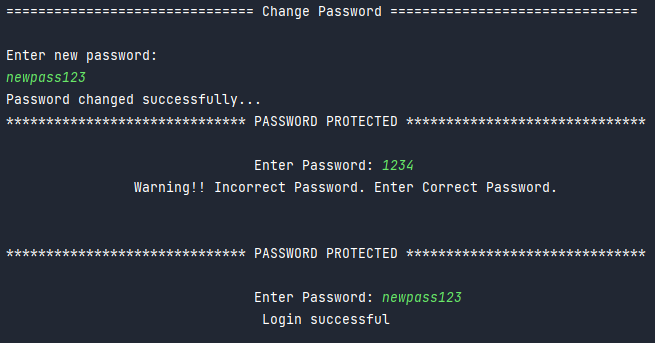 =============================== Change Password ===============================
Enter new password:
newpass123
Password changed successfully...
****************************** PASSWORD PROTECTED ******************************
Enter Password: 1234
Warning!! Incorrect Password. Enter Correct Password.
****************************** PASSWORD PROTECTED ******************************
Enter Password: newpass123
Login successful